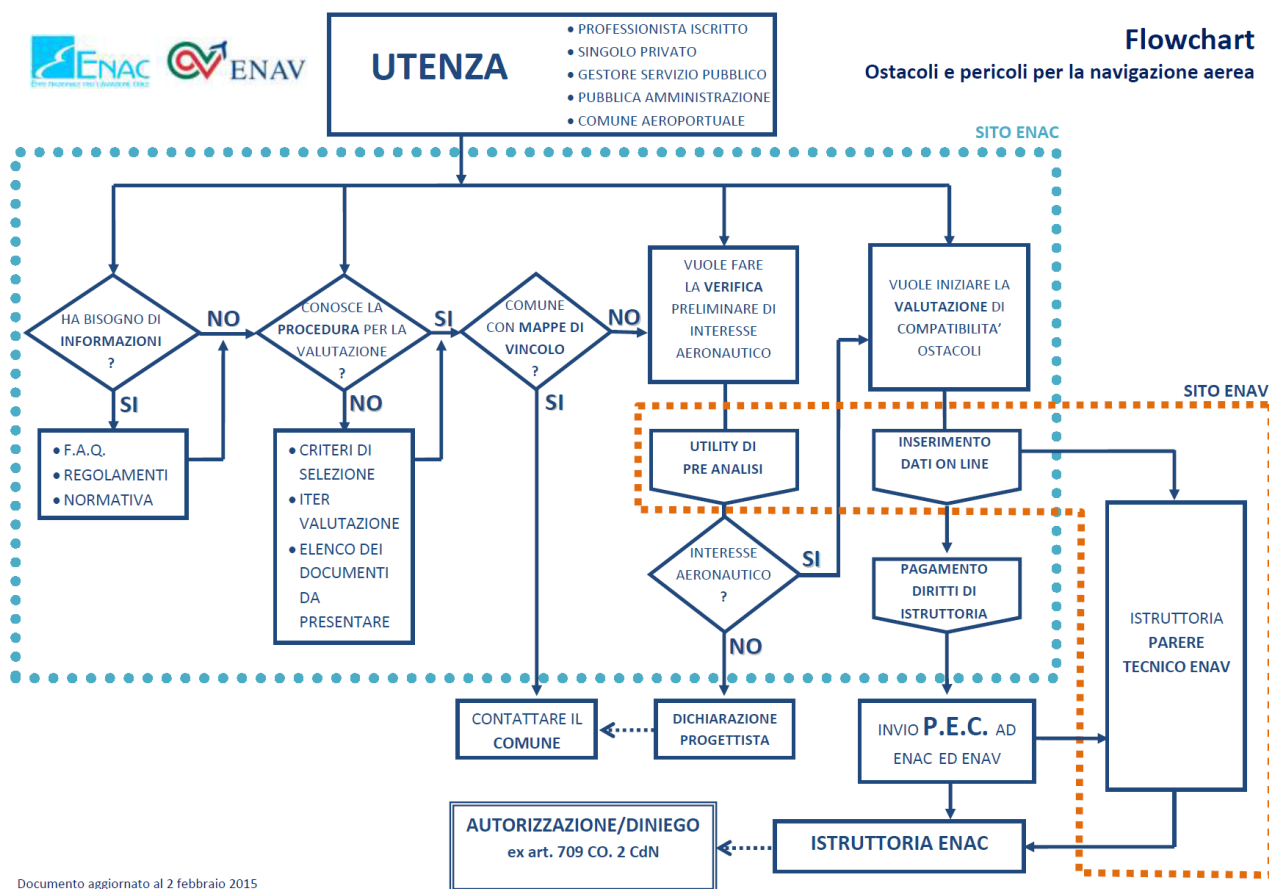 ENAC
ENTE NAZIONALE PER L'AVIAZIONE CIVILE
ENAV
UTENZA
• PROFESSIONISTA ISCRITTO
• SINGOLO PRIVATO
• GESTORE SERVIZIO PUBBLICO
• PUBBLICA AMMINISTRAZIONE
• COMUNE AEROPORTUALE
Flowchart
Ostacoli e pericoli per la navigazione aerea
SITO ENAC
HA BISOGNO DI
INFORMAZIONI
?
NO
SI
CONOSCE LA
PROCEDURA PER LA
VALUTAZIONE
?
SI
NO
COMUNE
CON MAPPE DI
VINCOLO
?
NO
SI
VUOLE FARE
LA VERIFICA
PRELIMINARE DI
INTERESSE
AERONAUTICO
VUOLE INIZIARE LA
VALUTAZIONE DI
COMPATIBILITA'
OSTACOLI
SITO ENAV
• F.A.Q.
• REGOLAMENTI
• NORMATIVA
• CRITERI DI
SELEZIONE
• ITER
VALUTAZIONE
• ELENCO DEI
DOCUMENTI
DA
PRESENTARE
UTILITY DI
PRE ANALISI
INSERIMENTO
DATI ON LINE
INTERESSE
AERONAUTICO
?
SI
NO
PAGAMENTO
DIRITTI DI
ISTRUTTORIA
ISTRUTTORIA
PARERE
TECNICO ENAV
CONTATTARE IL
COMUNE
DICHIARAZIONE
PROGETTISTA
INVIO P.E.C. AD
ENAC ED ENAV
AUTORIZZAZIONE/DINIEGO
ex art. 709 CO. 2 CdN
ISTRUTTORIA ENAC
Documento aggiornato al 2 febbraio 2015